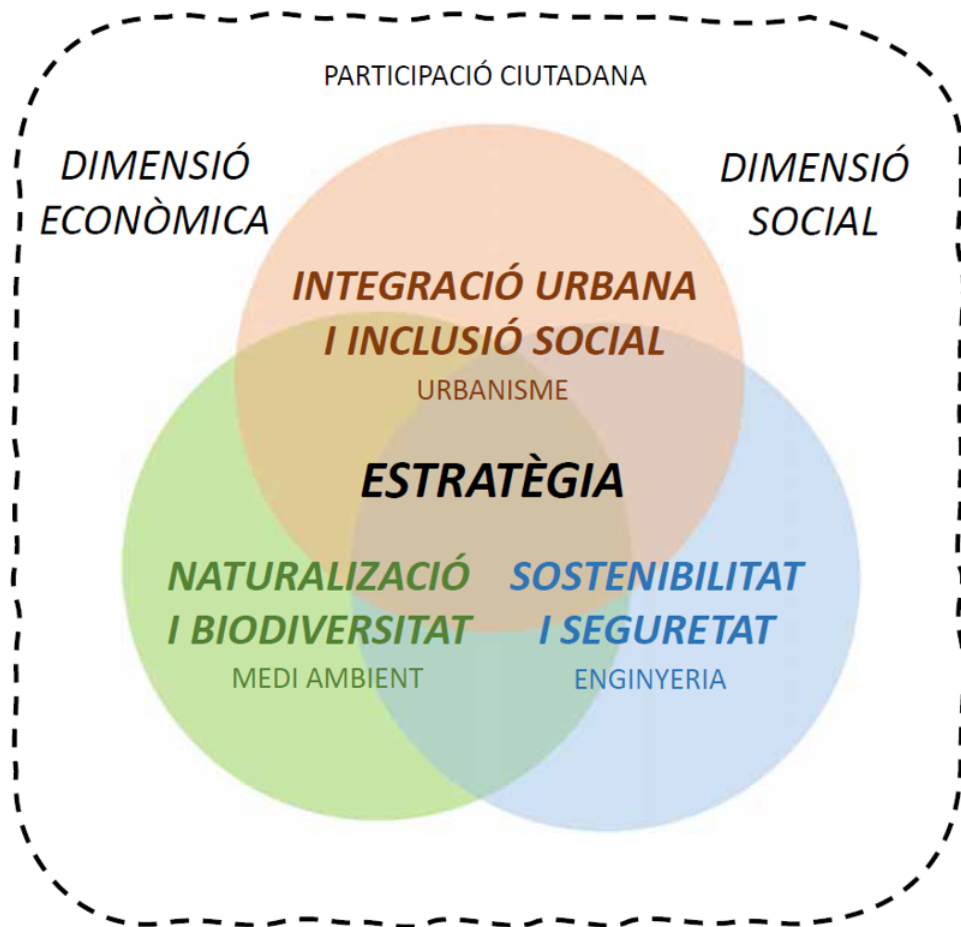 PARTICIPACIÓ CIUTADANA
DIMENSIÓ
ECONÒMICA
DIMENSIÓ
SOCIAL
INTEGRACIÓ URBANA
I INCLUSIÓ SOCIAL
URBANISME
ESTRATÈGIA
NATURALIZACIÓ
I BIODIVERSITAT
MEDI AMBIENT
SOSTENIBILITAT
I SEGURETAT
ENGINYERIA